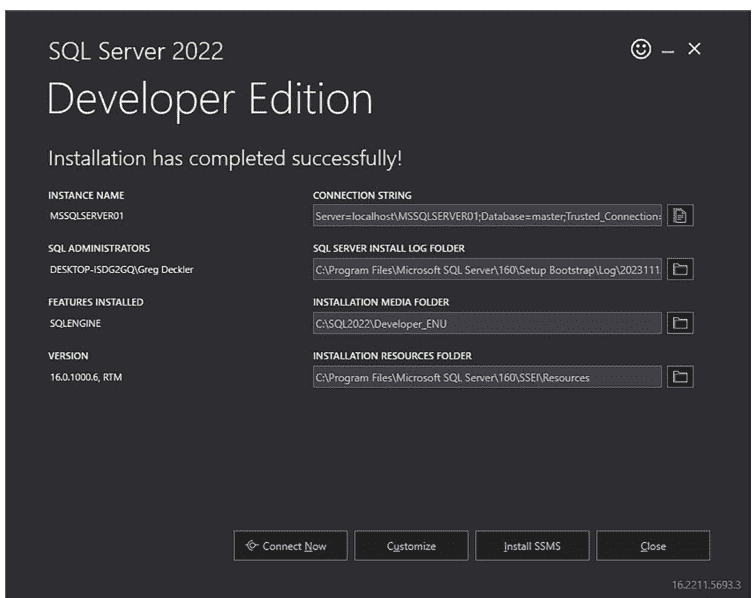 SQL Server 2022
Developer Edition
Installation has completed successfully!
INSTANCE NAME
MSSQLSERVER01
CONNECTION STRING
Server=localhost\MSSQLSERVER01;Database=master;Trusted_Connection=
SQL ADMINISTRATORS
DESKTOP-ISDG2GQ\Greg Deckler
SQL SERVER INSTALL LOG FOLDER
C:\Program Files\Microsoft SQL Server\160\Setup Bootstrap\Log\2023111
FEATURES INSTALLED
SQLENGINE
INSTALLATION MEDIA FOLDER
C:\SQL2022\Developer_ENU
VERSION
16.0.1000.6, RTM
INSTALLATION RESOURCES FOLDER
C:\Program Files\Microsoft SQL Server\160\SSEI\Resources
Connect Now
Customize
Install SSMS
Close
16.2211.5693.3